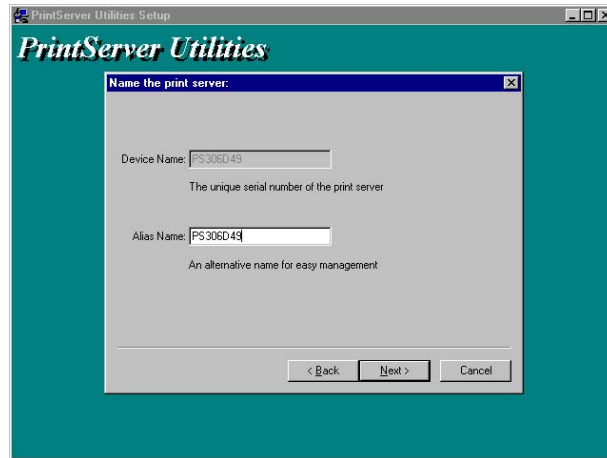 PrintServer Utilities Setup
PrintServer Utilities
Name the print server:
Device Name: PS306D49
The unique serial number of the print server
Alias Name: PS306D49
An alternative name for easy management
< Back Next > Cancel